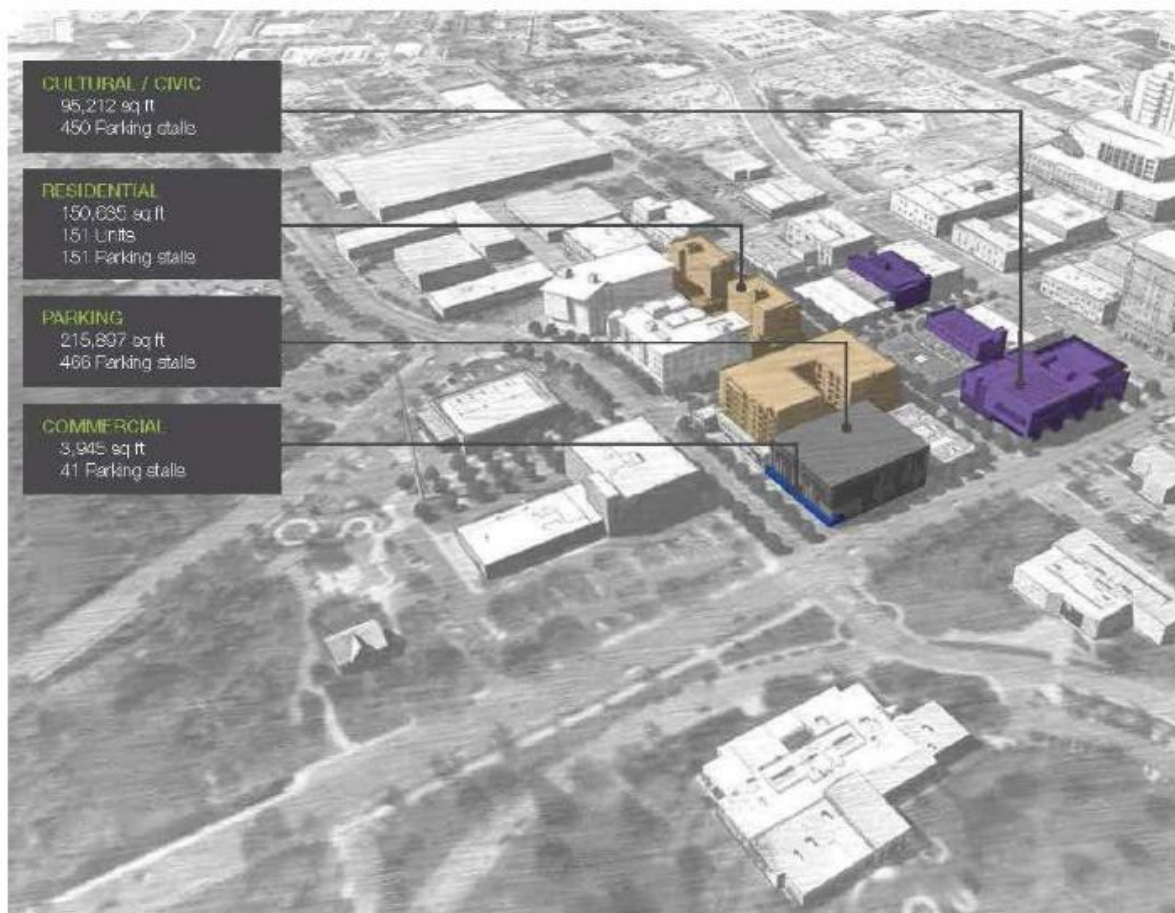 CULTURAL / CIVIC
95,212 sq ft
450 Parking stalls
RESIDENTIAL
150,635 sq ft
151 Units
151 Parking stalls
PARKING
215,897 sq ft
466 Parking stalls
COMMERCIAL
3,945 sq ft
41 Parking stalls